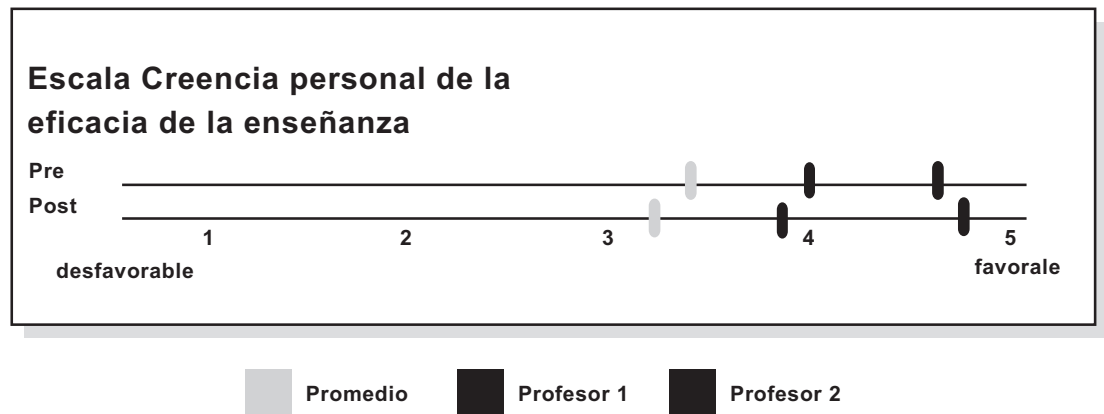 Escala Creencia personal de la
eficacia de la enseñanza
Pre
Post
1 2 3 4 5
desfavorable favorale
Promedio Profesor 1 Profesor 2